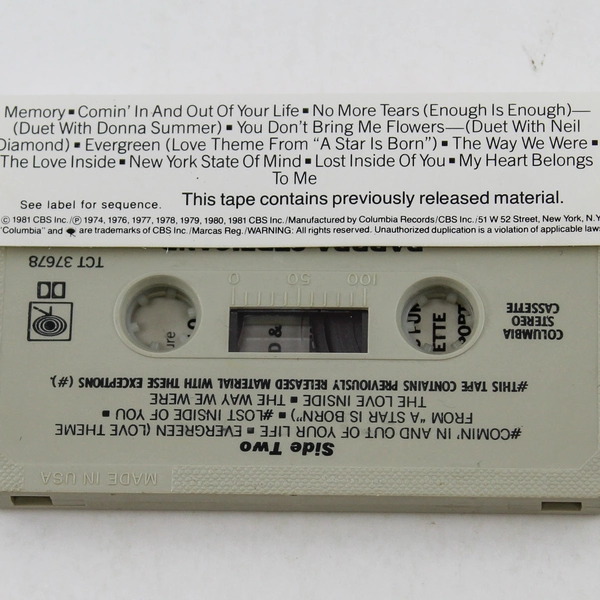 Memory ▪ Comin' In And Out Of Your Life ▪ No More Tears (Enough Is Enough)—
(Duet With Donna Summer) ▪ You Don't Bring Me Flowers—(Duet With Neil
Diamond) ▪ Evergreen (Love Theme From "A Star Is Born") ▪ The Way We Were ▪
The Love Inside ▪ New York State Of Mind ▪ Lost Inside Of You ▪ My Heart Belongs
To Me
See label for sequence. This tape contains previously released material.
© 1981 CBS Inc./Ⓟ 1974, 1976, 1977, 1978, 1979, 1980, 1981 CBS Inc./Manufactured by Columbia Records/CBS Inc./51 W 52 Street, New York, N.Y.
"Columbia" and are trademarks of CBS Inc./Marcas Reg./WARNING: All rights reserved. Unauthorized duplication is a violation of applicable laws
MADE IN USA
Side Two
#COMIN' IN AND OUT OF YOUR LIFE ▪ EVERGREEN (LOVE THEME
FROM "A STAR IS BORN") ▪ #LOST INSIDE OF YOU ▪
THE LOVE INSIDE ▪ THE WAY WE WERE
#THIS TAPE CONTAINS PREVIOUSLY RELEASED MATERIAL WITH THESE EXCEPTIONS (#).
COLUMBIA
STEREO
CASSETTE
100 50 0
TCT 37678